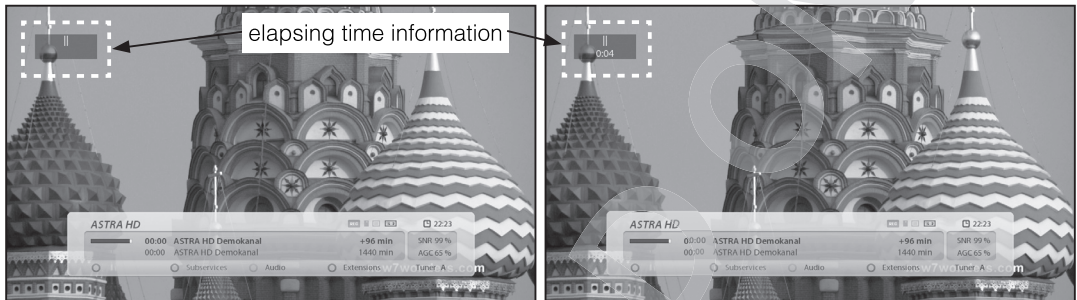 elapsing time information
||
||
0:04
ASTRA HD
22:23
00:00 ASTRA HD Demokanal +96 min SNR 99 %
00:00 ASTRA HD Demokanal 1440 min AGC 65 %
Subservices Audio Extensions Tuner A
ASTRA HD
22:23
00:00 ASTRA HD Demokanal +96 min SNR 99 %
00:00 ASTRA HD Demokanal 1440 min AGC 65 %
Subservices Audio Extensions Tuner A